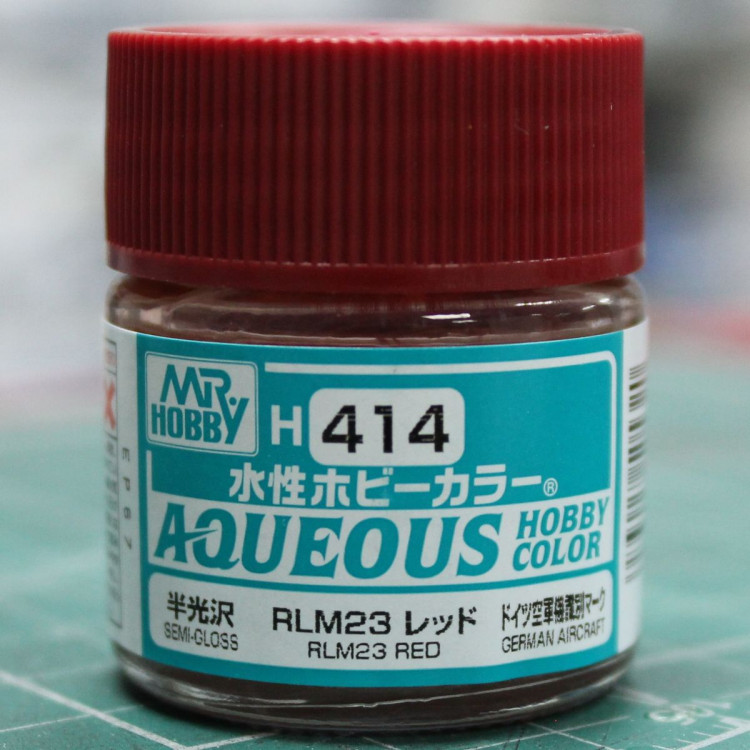 MR.
HOBBY
H 414
水性ホビーカラー®
AQUEOUS HOBBY
COLOR
半光沢
SEMI-GLOSS
RLM23 レッド
RLM23 RED
ドイツ空軍機識別マーク
GERMAN AIRCRAFT
EP67
105